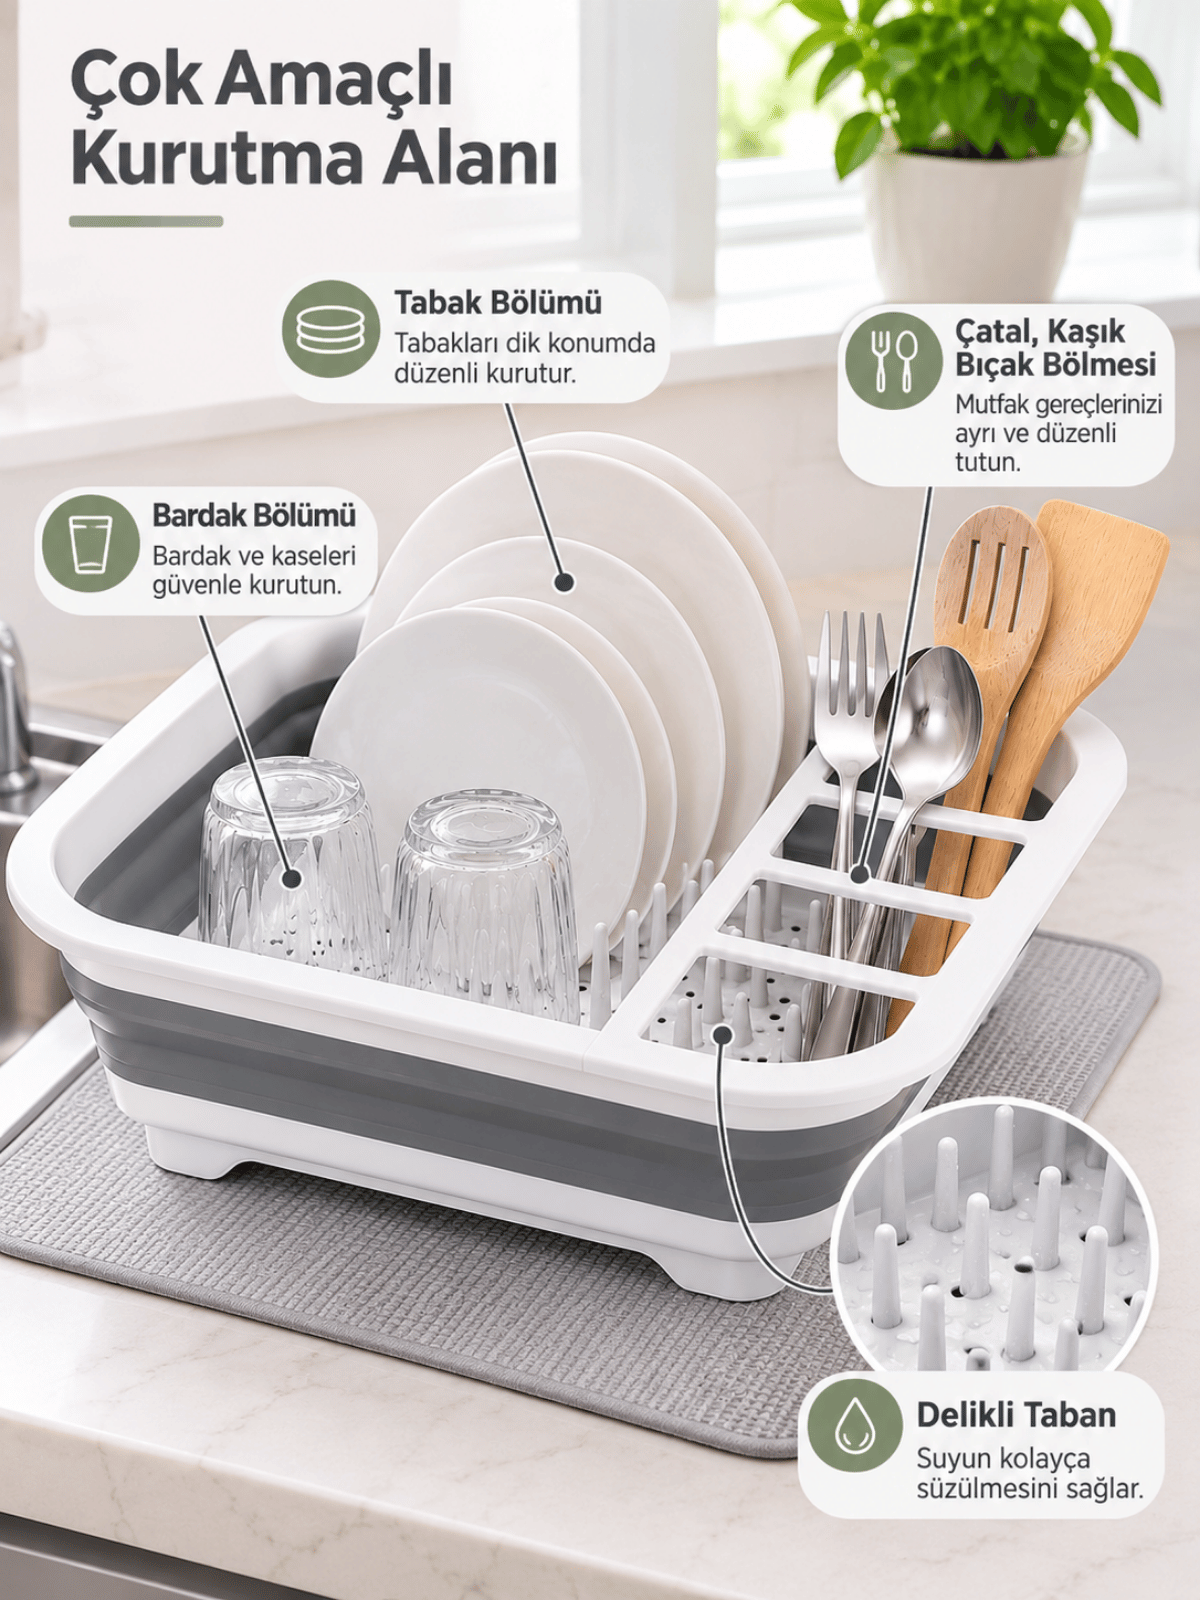 Çok Amaçlı
Kurutma Alanı
Tabak Bölümü
Tabakları dik konumda
düzenli kurutur.
Çatal, Kaşık
Bıçak Bölmesi
Mutfak gereçlerinizi
ayrı ve düzenli
tutun.
Bardak Bölümü
Bardak ve kaseleri
güvenle kurutun.
Delikli Taban
Suyun kolayça
süzülmesini sağlar.